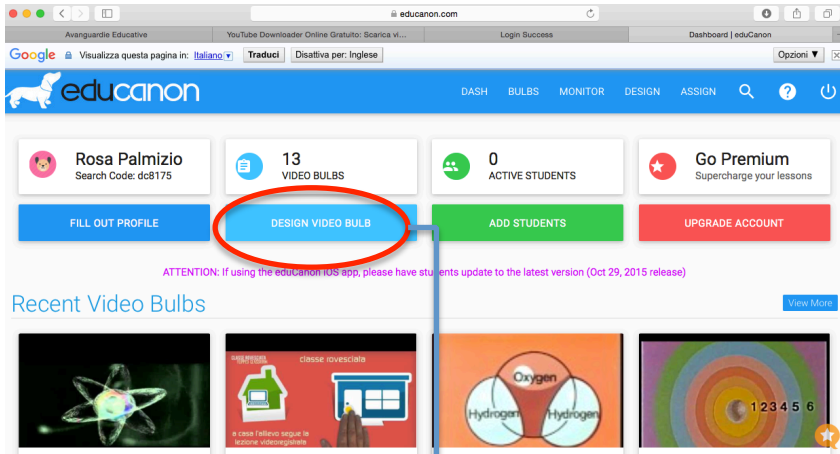 educanon.com
Avanguardie Educative
YouTube Downloader Online Gratuito: Scarica vi...
Login Success
Dashboard | eduCanon
Google Visualizza questa pagina in: Italiano Traduci Disattiva per: Inglese Opzioni
educanon
DASH BULBS MONITOR DESIGN ASSIGN
Rosa Palmizio
Search Code: dc8175
13
VIDEO BULBS
0
ACTIVE STUDENTS
Go Premium
Supercharge your lessons
FILL OUT PROFILE
DESIGN VIDEO BULB
ADD STUDENTS
UPGRADE ACCOUNT
ATTENTION: If using the eduCanon iOS app, please have students update to the latest version (Oct 29, 2015 release)
Recent Video Bulbs
View More
classe rovesciata
a casa l'allievo segue la
lezione videoregistrata
Oxygen
Hydrogen Hydrogen
1 2 3 4 5 6